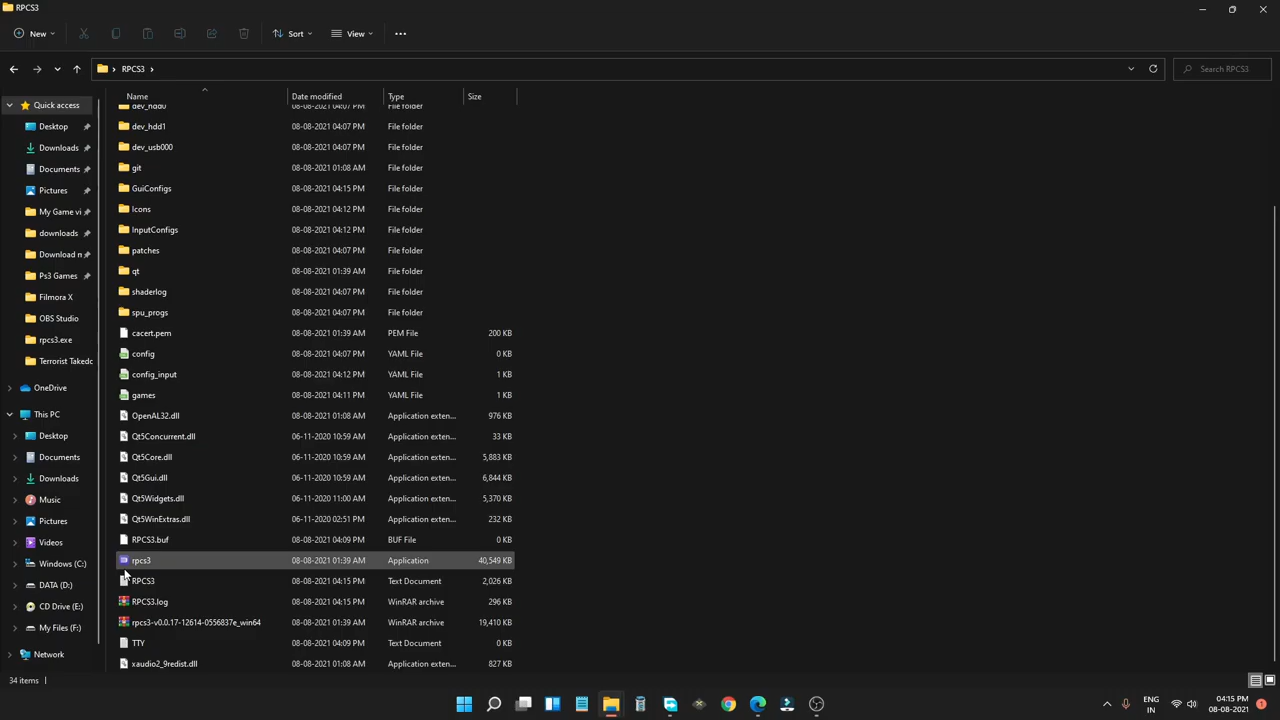 RPCS3
New Sort View
RPCS3 Search RPCS3
Name Date modified Type Size
Quick access
Desktop
Downloads
Documents
Pictures
My Game vi
downloads
Download n
Ps3 Games
Filmora X
OBS Studio
rpcs3.exe
Terrorist Takedc
OneDrive
This PC
Desktop
Documents
Downloads
Music
Pictures
Videos
Windows (C:)
DATA (D:)
CD Drive (E:)
My Files (F:)
Network
dev_hdd0 08-08-2021 04:07 PM File folder
dev_hdd1 08-08-2021 04:07 PM File folder
dev_usb000 08-08-2021 04:07 PM File folder
git 08-08-2021 01:08 AM File folder
GuiConfigs 08-08-2021 04:15 PM File folder
Icons 08-08-2021 04:12 PM File folder
InputConfigs 08-08-2021 04:12 PM File folder
patches 08-08-2021 04:07 PM File folder
qt 08-08-2021 01:39 AM File folder
shaderlog 08-08-2021 04:07 PM File folder
spu_progs 08-08-2021 04:07 PM File folder
cacert.pem 08-08-2021 01:39 AM PEM File 200 KB
config 08-08-2021 04:07 PM YAML File 0 KB
config_input 08-08-2021 04:12 PM YAML File 1 KB
games 08-08-2021 04:11 PM YAML File 1 KB
OpenAL32.dll 08-08-2021 01:08 AM Application exten... 976 KB
Qt5Concurrent.dll 06-11-2020 10:59 AM Application exten... 33 KB
Qt5Core.dll 06-11-2020 10:59 AM Application exten... 5,883 KB
Qt5Gui.dll 06-11-2020 10:59 AM Application exten... 6,844 KB
Qt5Widgets.dll 06-11-2020 11:00 AM Application exten... 5,370 KB
Qt5WinExtras.dll 06-11-2020 02:51 PM Application exten... 232 KB
RPCS3.buf 08-08-2021 04:09 PM BUF File 0 KB
rpcs3 08-08-2021 01:39 AM Application 40,549 KB
RPCS3 08-08-2021 04:15 PM Text Document 2,026 KB
RPCS3.log 08-08-2021 04:15 PM WinRAR archive 296 KB
rpcs3-v0.0.17-12614-0556837e_win64 08-08-2021 01:39 AM WinRAR archive 19,410 KB
TTY 08-08-2021 04:09 PM Text Document 0 KB
xaudio2_9redist.dll 08-08-2021 01:08 AM Application exten... 827 KB
34 items
ENG
IN
04:15 PM
08-08-2021
1